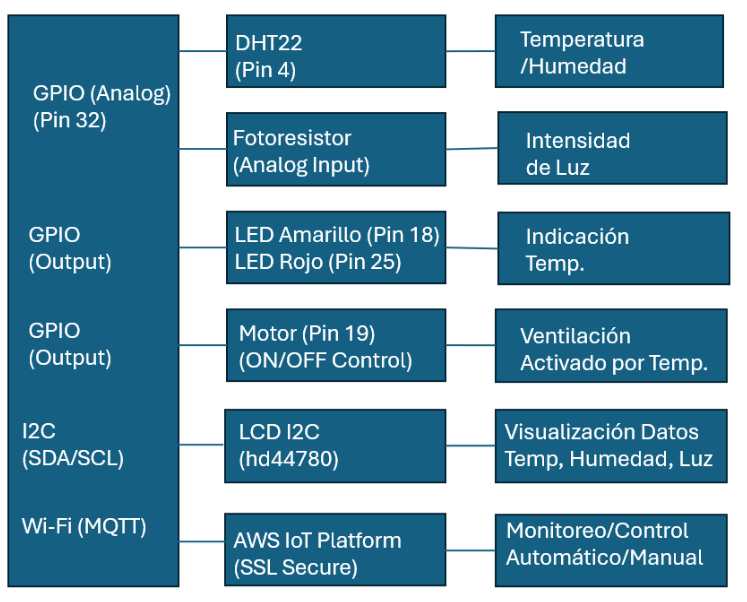 GPIO (Analog)
(Pin 32)
DHT22
(Pin 4)
Temperatura
/Humedad
Fotoresistor
(Analog Input)
Intensidad
de Luz
GPIO
(Output)
LED Amarillo (Pin 18)
LED Rojo (Pin 25)
Indicación
Temp.
GPIO
(Output)
Motor (Pin 19)
(ON/OFF Control)
Ventilación
Activado por Temp.
I2C
(SDA/SCL)
LCD I2C
(hd44780)
Visualización Datos
Temp, Humedad, Luz
Wi-Fi (MQTT)
AWS IoT Platform
(SSL Secure)
Monitoreo/Control
Automático/Manual